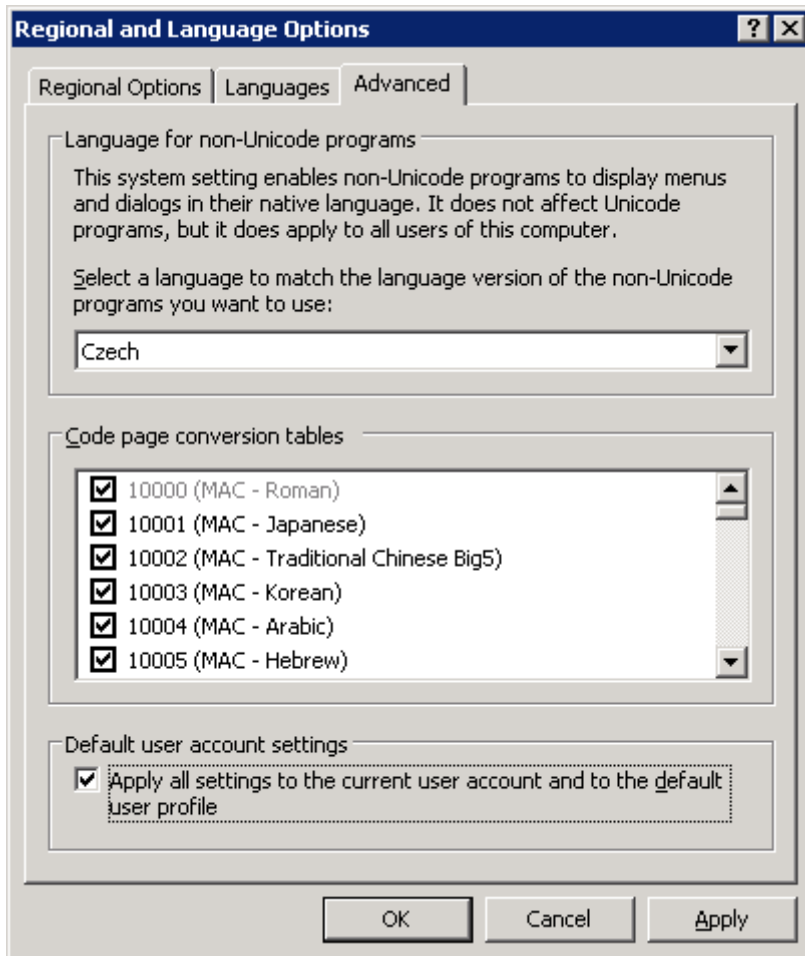 Regional and Language Options
Regional Options
Languages
Advanced
Language for non-Unicode programs
This system setting enables non-Unicode programs to display menus
and dialogs in their native language. It does not affect Unicode
programs, but it does apply to all users of this computer.
Select a language to match the language version of the non-Unicode
programs you want to use:
Czech
Code page conversion tables
10000 (MAC - Roman)
10001 (MAC - Japanese)
10002 (MAC - Traditional Chinese Big5)
10003 (MAC - Korean)
10004 (MAC - Arabic)
10005 (MAC - Hebrew)
Default user account settings
Apply all settings to the current user account and to the default
user profile
OK
Cancel
Apply